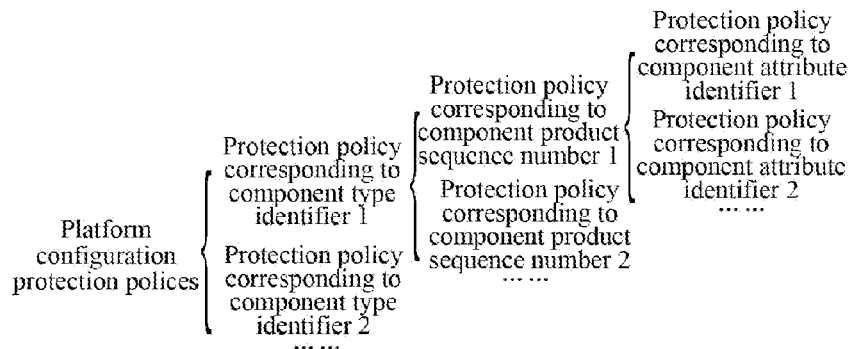 Platform
configuration
protection polices
Protection policy
corresponding to
component type
identifier 1
Protection policy
corresponding to
component type
identifier 2
... ...
Protection policy
corresponding to
component product
sequence number 1
Protection policy
corresponding to
component product
sequence number 2
... ...
Protection policy
corresponding to
component attribute
identifier 1
Protection policy
corresponding to
component attribute
identifier 2
... ...